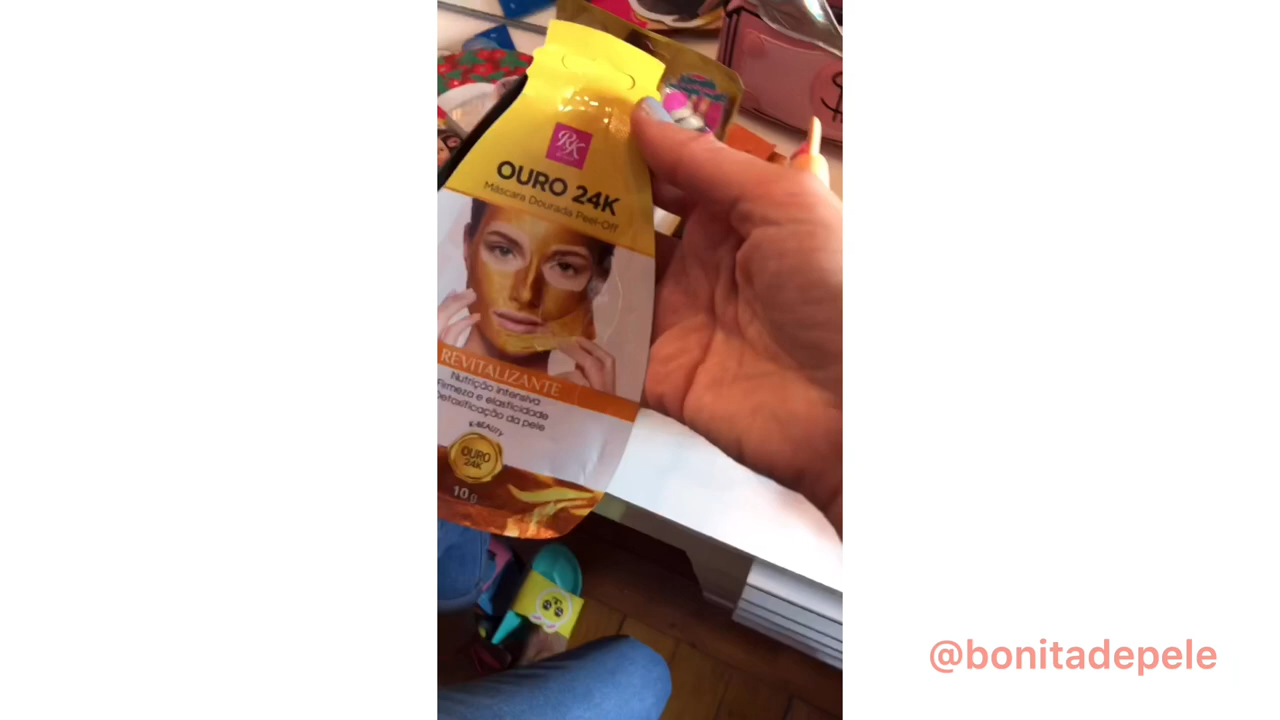 RK
OURO 24K
Máscara Dourada Peel-Off
REVITALIZANTE
Nutrição intensiva
Firmeza e elasticidade
Detoxificação da pele
K-BEAUTY
OURO
24K
10 g
@bonitadepele